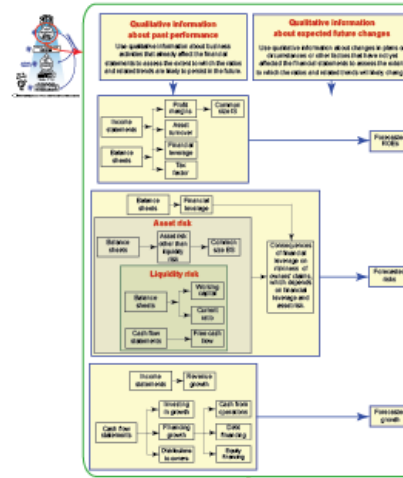 Qualitative information
about past performance
Use qualitative information about business
activities that already affect the financial
statements to assess the extent to which the ratios
and related trends are likely to persist in the future.
Qualitative information
about expected future changes
Use qualitative information about changes in plans or
circumstances or other factors that have not yet
affected the financial statements to assess the extent
to which the ratios and related trends will likely change
Income
statements
Balance
sheets
Profit
margins
Asset
turnover
Financial
leverage
Tax
factor
Common
size IS
Forecasted
ROEs
Balance
sheets
Financial
leverage
Asset risk
Balance
sheets
Asset risk
other than
liquidity
risk
Common
size BS
Liquidity risk
Balance
sheets
Working
capital
Current
ratio
Cash flow
statements
Free cash
flow
Consequences
of financial
leverage on
riskiness of
owners' claims,
which depends
on financial
leverage and
asset risk.
Forecasted
risks
Income
statements
Revenue
growth
Cash flow
statements
Investing
in growth
Financing
growth
Distributions
to owners
Cash from
operations
Debt
financing
Equity
financing
Forecasted
growth